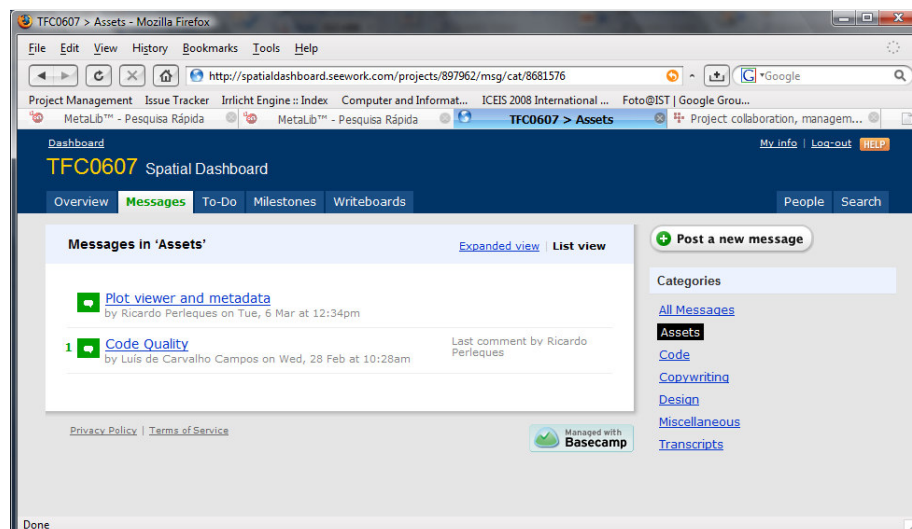 TFC0607 > Assets - Mozilla Firefox
File Edit View History Bookmarks Tools Help
http://spatialdashboard.seework.com/projects/897962/msg/cat/8681576
Google
Project Management Issue Tracker Irrlicht Engine :: Index Computer and Informat... ICEIS 2008 International ... Foto@IST | Google Grou...
MetaLib™ - Pesquisa Rápida MetaLib™ - Pesquisa Rápida TFC0607 > Assets Project collaboration, managem...
Dashboard My info | Log-out HELP
TFC0607 Spatial Dashboard
Overview Messages To-Do Milestones Writeboards People Search
Messages in ‘Assets’ Expanded view | List view
Post a new message
Categories
Plot viewer and metadata
by Ricardo Perleques on Tue, 6 Mar at 12:34pm
1 Code Quality
by Luís de Carvalho Campos on Wed, 28 Feb at 10:28am
Last comment by Ricardo
Perleques
All Messages
Assets
Code
Copywriting
Design
Miscellaneous
Transcripts
Privacy Policy | Terms of Service
Managed with
Basecamp
Done